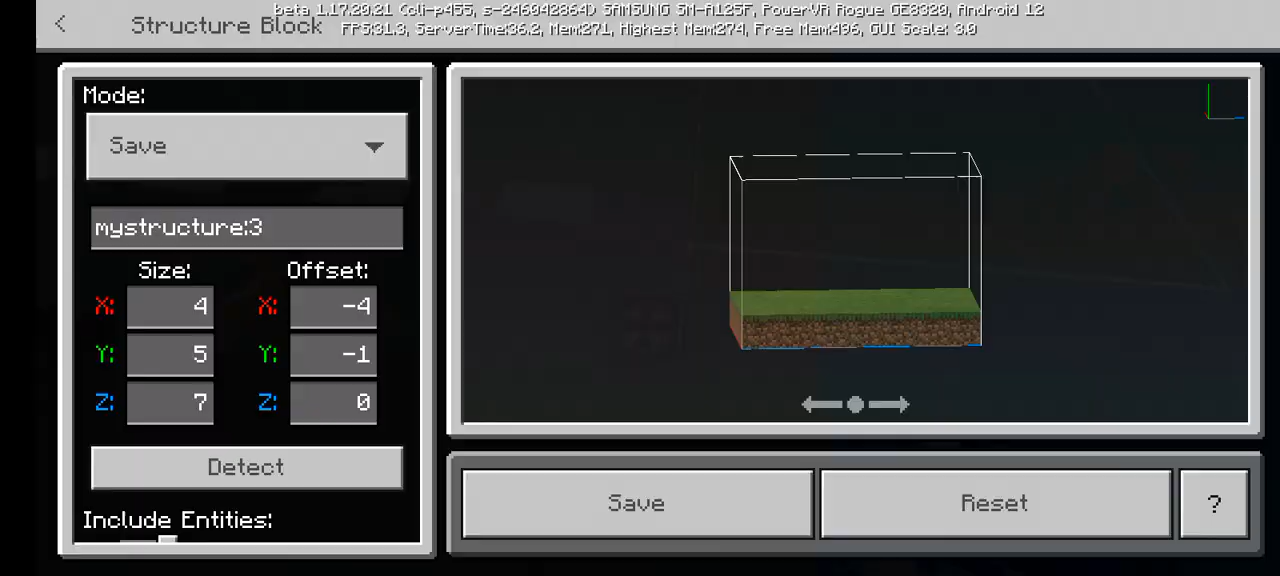 beta 1.17.20.21 (cli-p455, s-246042864) SAMSUNG SM-A125F, PowerVR Rogue GE8320, Android 12
Structure Block
FPS:31.3, ServerTime:36.2, Mem:271, Highest Mem:274, Free Mem:496, GUI Scale: 3.0
Mode:
Save
mystructure:3
Size: Offset:
X: 4 X: -4
Y: 5 Y: -1
Z: 7 Z: 0
Detect
Include Entities:
Save Reset ?